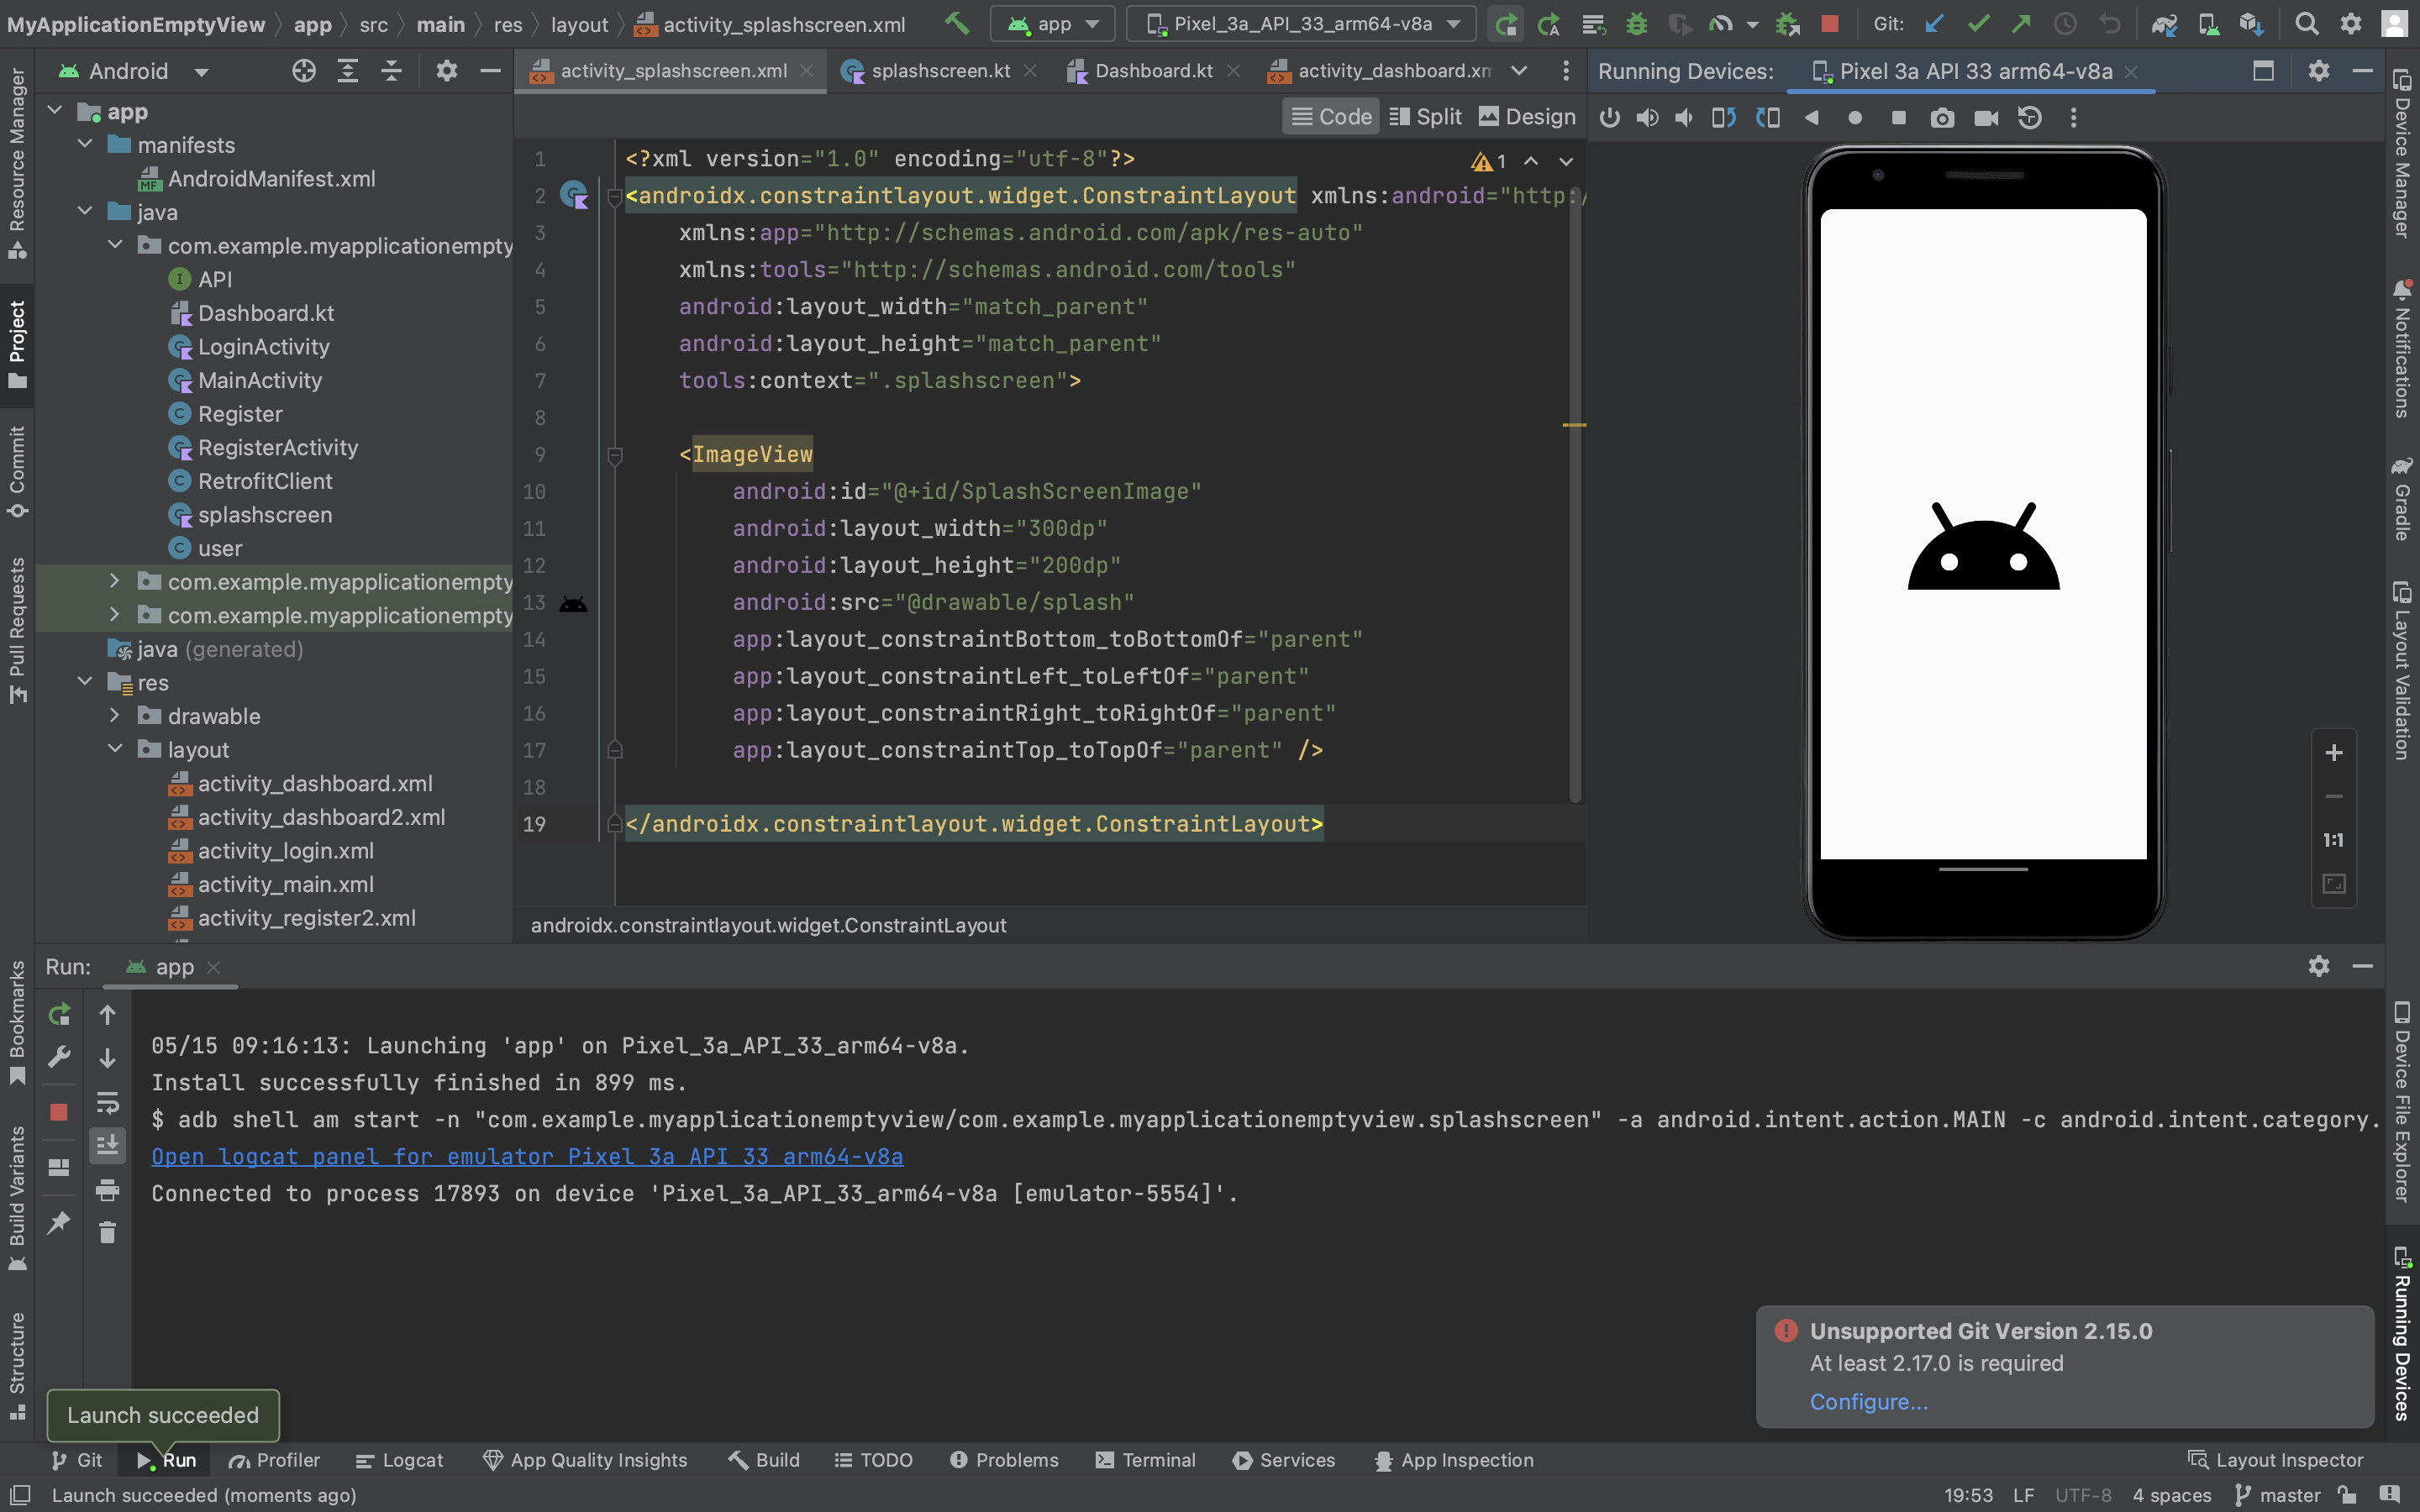 MyApplicationEmptyView app src main res layout activity_splashscreen.xml app Pixel_3a_API_33_arm64-v8a Git:
Android
activity_splashscreen.xml splashscreen.kt Dashboard.kt activity_dashboard.xm
Running Devices: Pixel 3a API 33 arm64-v8a
Code Split Design
Resource Manager
Project
Commit
Pull Requests
Bookmarks
Build Variants
Structure
app
manifests
AndroidManifest.xml
java
com.example.myapplicationempty
API
Dashboard.kt
LoginActivity
MainActivity
Register
RegisterActivity
RetrofitClient
splashscreen
user
com.example.myapplicationempty
com.example.myapplicationempty
java (generated)
res
drawable
layout
activity_dashboard.xml
activity_dashboard2.xml
activity_login.xml
activity_main.xml
activity_register2.xml
1 <?xml version="1.0" encoding="utf-8"?>
1
2 <androidx.constraintlayout.widget.ConstraintLayout xmlns:android="http:/
3 xmlns:app="http://schemas.android.com/apk/res-auto"
4 xmlns:tools="http://schemas.android.com/tools"
5 android:layout_width="match_parent"
6 android:layout_height="match_parent"
7 tools:context=".splashscreen">
8
9 <ImageView
10 android:id="@+id/SplashScreenImage"
11 android:layout_width="300dp"
12 android:layout_height="200dp"
13 android:src="@drawable/splash"
14 app:layout_constraintBottom_toBottomOf="parent"
15 app:layout_constraintLeft_toLeftOf="parent"
16 app:layout_constraintRight_toRightOf="parent"
17 app:layout_constraintTop_toTopOf="parent" />
18
19 </androidx.constraintlayout.widget.ConstraintLayout>
androidx.constraintlayout.widget.ConstraintLayout
1:1
Device Manager
Notifications
Gradle
Layout Validation
Device File Explorer
Running Devices
Run: app
05/15 09:16:13: Launching 'app' on Pixel_3a_API_33_arm64-v8a.
Install successfully finished in 899 ms.
$ adb shell am start -n "com.example.myapplicationemptyview/com.example.myapplicationemptyview.splashscreen" -a android.intent.action.MAIN -c android.intent.category.
Open logcat panel for emulator Pixel 3a API 33 arm64-v8a
Connected to process 17893 on device 'Pixel_3a_API_33_arm64-v8a [emulator-5554]'.
Unsupported Git Version 2.15.0
At least 2.17.0 is required
Configure...
Launch succeeded
Git Run Profiler Logcat App Quality Insights Build TODO Problems Terminal Services App Inspection Layout Inspector
Launch succeeded (moments ago) 19:53 LF UTF-8 4 spaces master